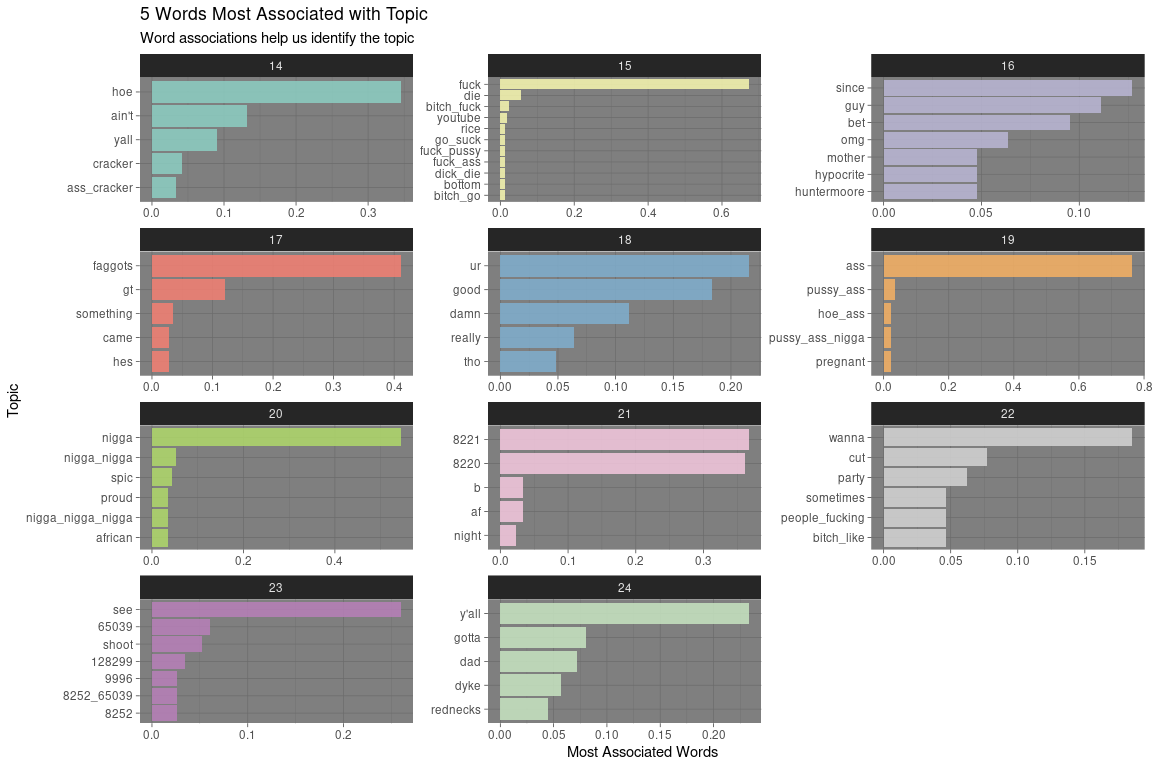 5 Words Most Associated with Topic
Word associations help us identify the topic
14
hoe
ain't
yall
cracker
ass_cracker
0.0 0.1 0.2 0.3
15
fuck
die
bitch_fuck
youtube
rice
go_suck
fuck_pussy
fuck_ass
dick_die
bottom
bitch_go
0.0 0.2 0.4 0.6
16
since
guy
bet
omg
mother
hypocrite
huntermoore
0.00 0.05 0.10
17
faggots
gt
something
came
hes
0.0 0.1 0.2 0.3 0.4
18
ur
good
damn
really
tho
0.00 0.05 0.10 0.15 0.20
19
ass
pussy_ass
hoe_ass
pussy_ass_nigga
pregnant
0.0 0.2 0.4 0.6 0.8
20
nigga
nigga_nigga
spic
proud
nigga_nigga_nigga
african
0.0 0.2 0.4
21
8221
8220
b
af
night
0.0 0.1 0.2 0.3
22
wanna
cut
party
sometimes
people_fucking
bitch_like
0.00 0.05 0.10 0.15
23
see
65039
shoot
128299
9996
8252_65039
8252
0.0 0.1 0.2
24
y'all
gotta
dad
dyke
rednecks
0.00 0.05 0.10 0.15 0.20
Topic
Most Associated Words